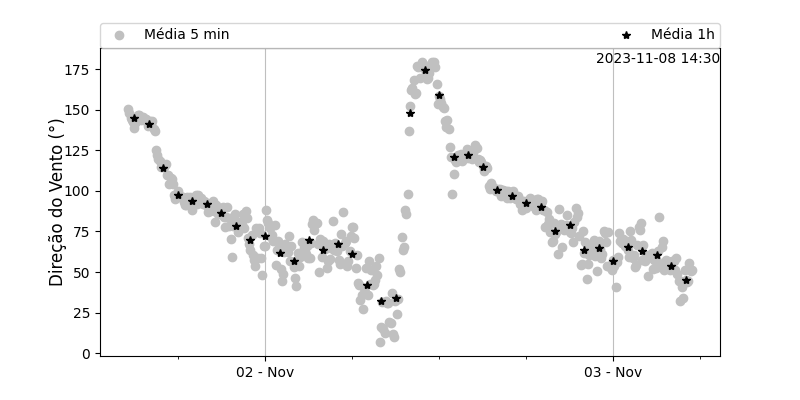 Média 5 min
Média 1h
2023-11-08 14:30
Direção do Vento (°)
175
150
125
100
75
50
25
0
02 - Nov
03 - Nov